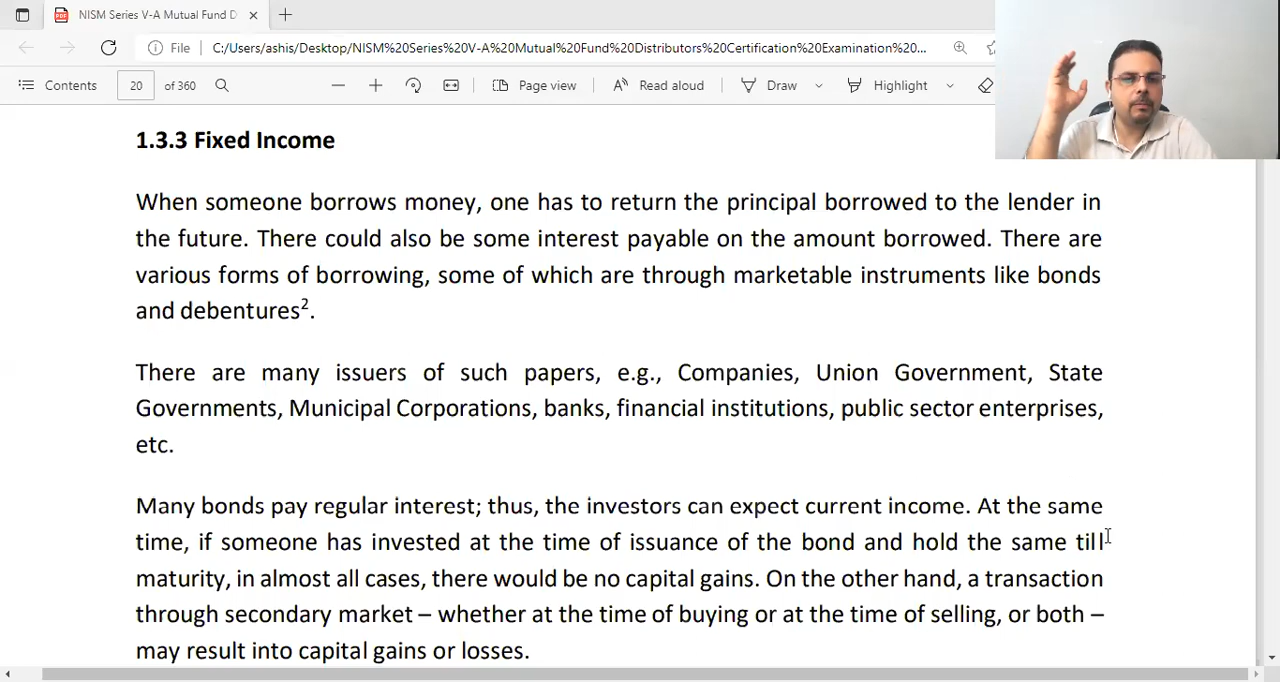 NISM Series V-A Mutual Fund D
File C:/Users/ashis/Desktop/NISM%20Series%20V-A%20Mutual%20Fund%20Distributors%20Certification%20Examination%20...
Contents 20 of 360 Page view Read aloud Draw Highlight
1.3.3 Fixed Income
When someone borrows money, one has to return the principal borrowed to the lender in
the future. There could also be some interest payable on the amount borrowed. There are
various forms of borrowing, some of which are through marketable instruments like bonds
and debentures².
There are many issuers of such papers, e.g., Companies, Union Government, State
Governments, Municipal Corporations, banks, financial institutions, public sector enterprises,
etc.
Many bonds pay regular interest; thus, the investors can expect current income. At the same
time, if someone has invested at the time of issuance of the bond and hold the same till
maturity, in almost all cases, there would be no capital gains. On the other hand, a transaction
through secondary market – whether at the time of buying or at the time of selling, or both –
may result into capital gains or losses.